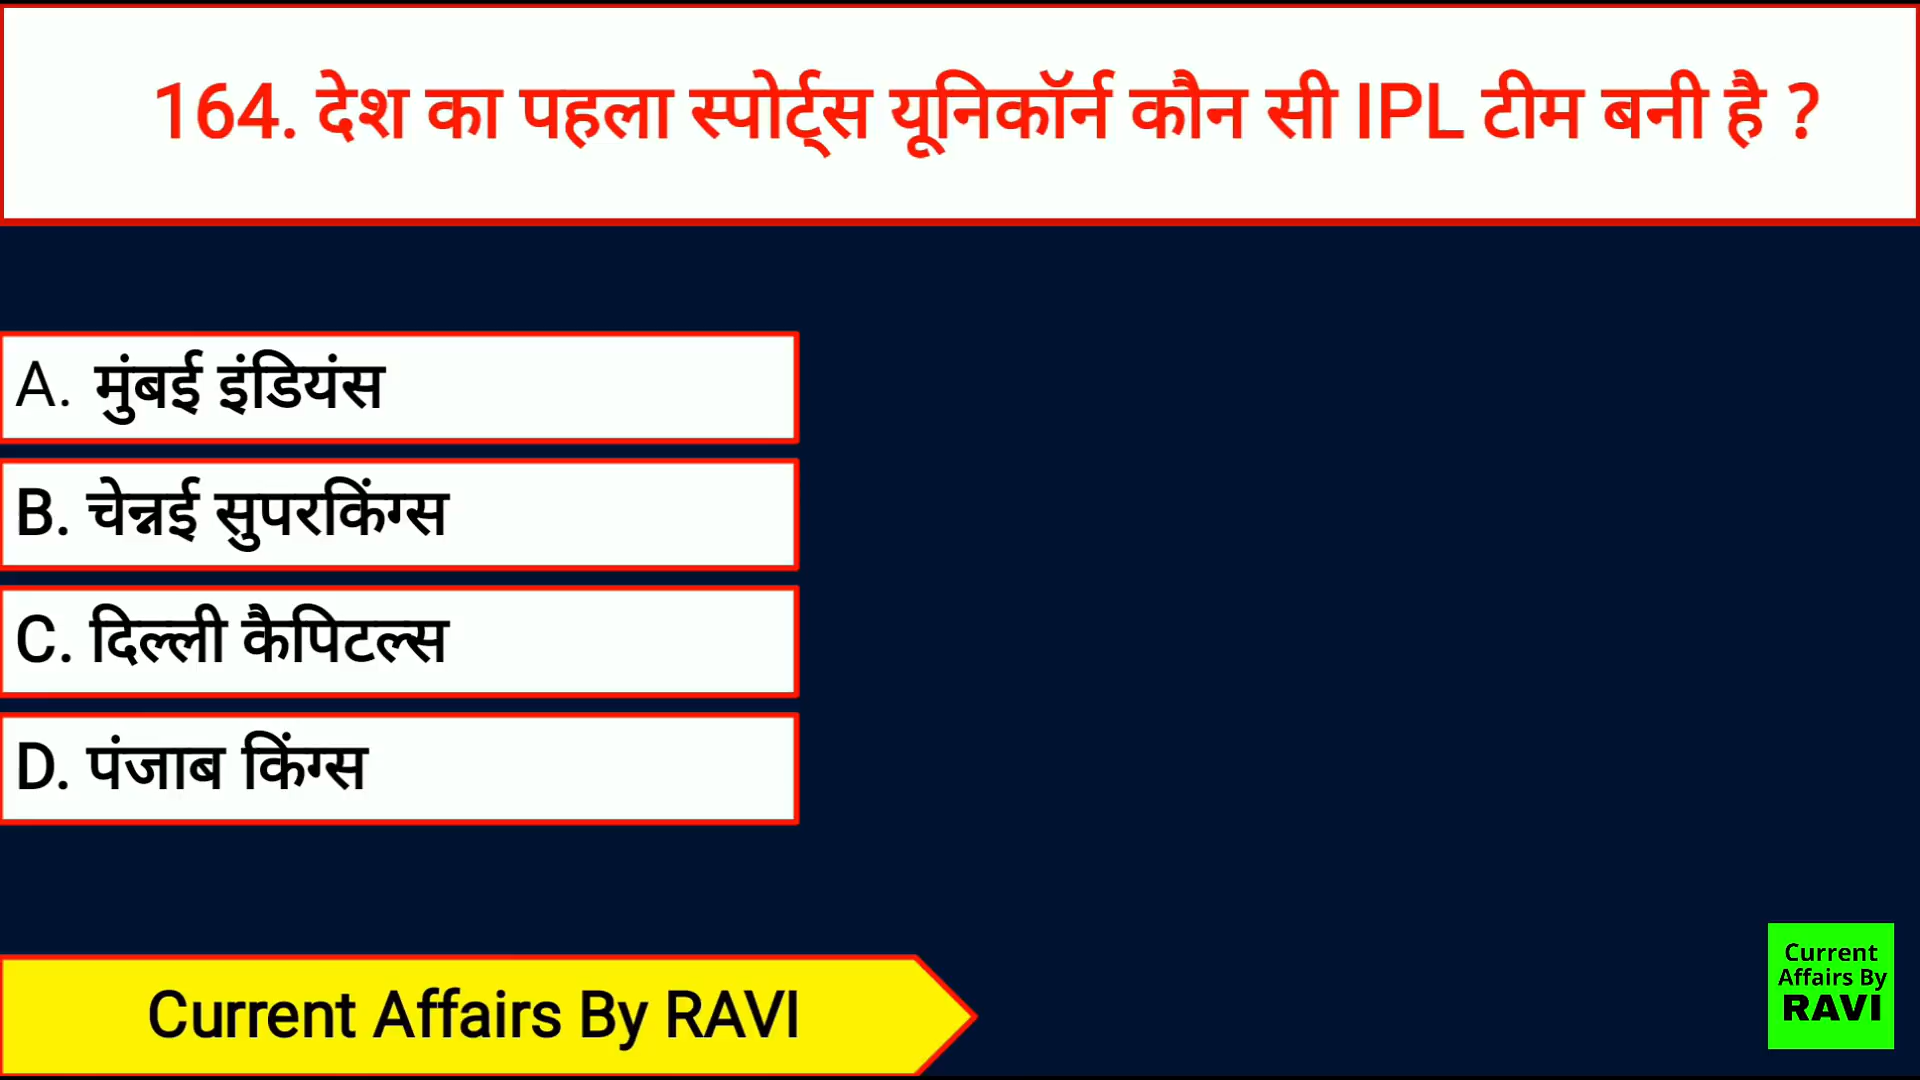 164. देश का पहला स्पोर्ट्स यूनिकॉर्न कौन सी IPL टीम बनी है ?
A. मुंबई इंडियंस
B. चेन्नई सुपरकिंग्स
C. दिल्ली कैपिटल्स
D. पंजाब किंग्स
Current Affairs By RAVI
Current
Affairs By
RAVI